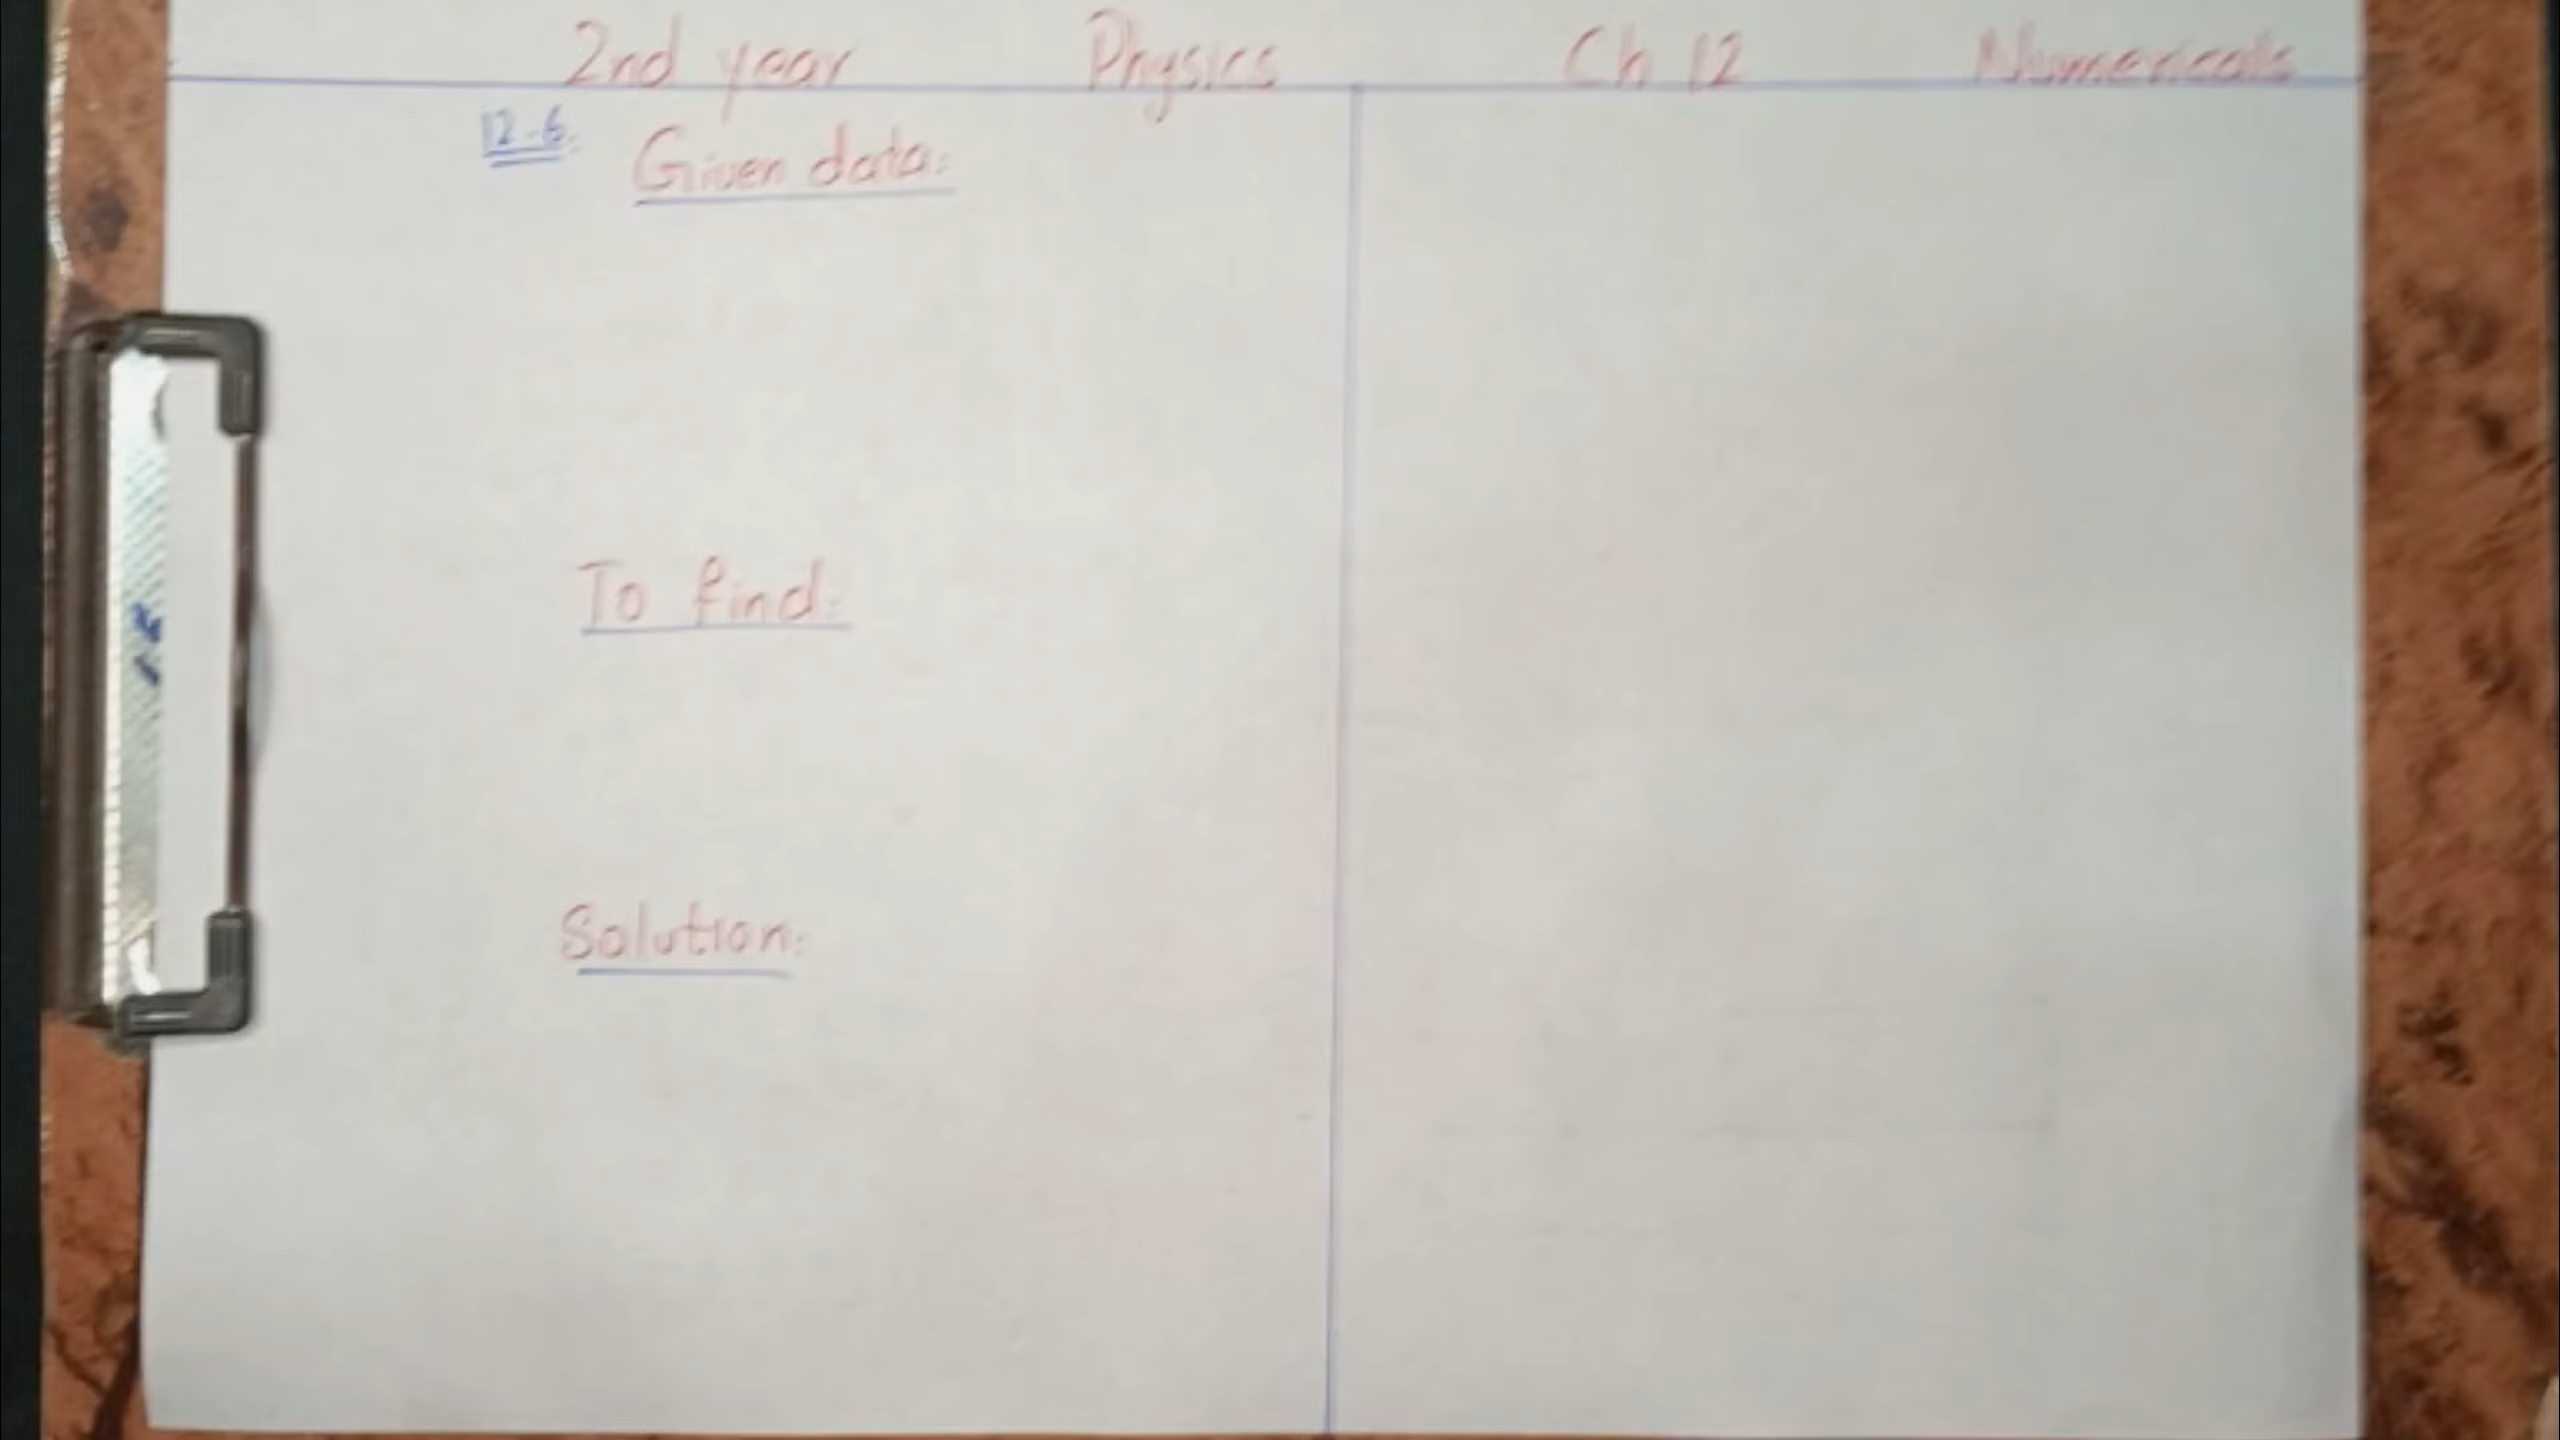 2nd year Physics Ch 12 Numericals
12.6.
Given data:
To find:
Solution: